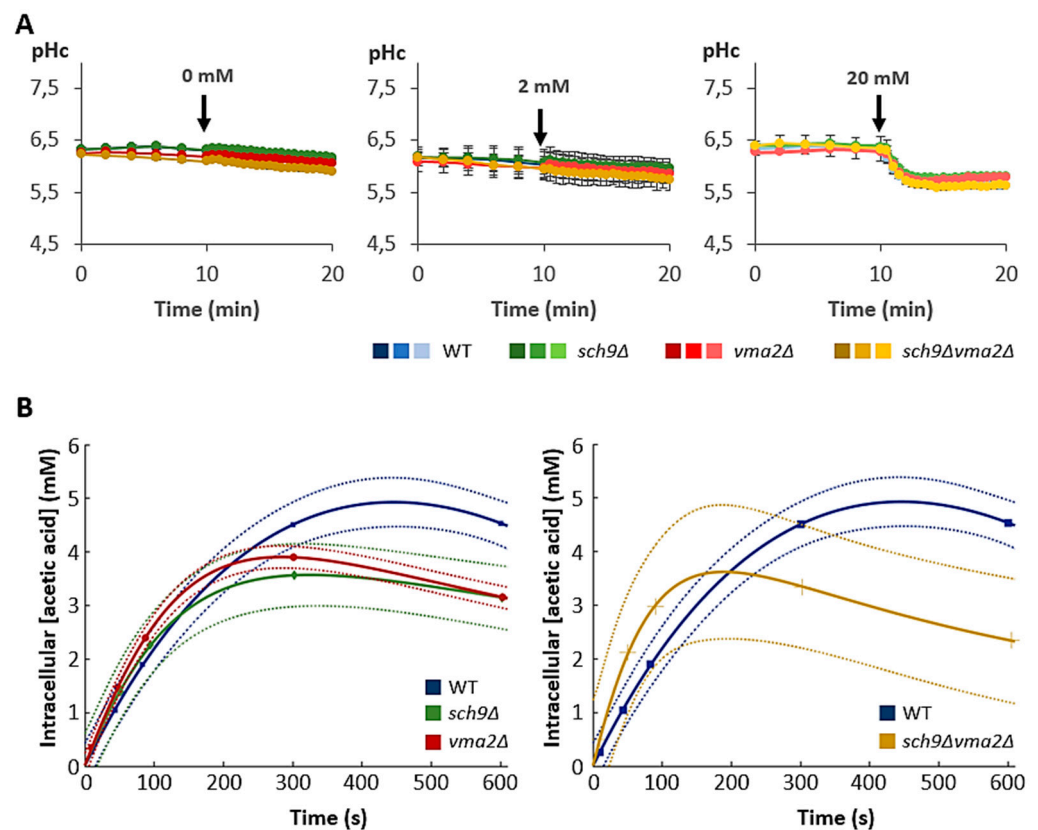 A
pHc
7,5
6,5
5,5
4,5
0 mM
0 10 20
Time (min)
pHc
7,5
6,5
5,5
4,5
2 mM
0 10 20
Time (min)
pHc
7,5
6,5
5,5
4,5
20 mM
0 10 20
Time (min)
WT sch9Δ vma2Δ sch9Δvma2Δ
B
Intracellular [acetic acid] (mM)
6
5
4
3
2
1
0
WT
sch9Δ
vma2Δ
0 100 200 300 400 500 600
Time (s)
Intracellular [acetic acid] (mM)
6
5
4
3
2
1
0
WT
sch9Δvma2Δ
0 100 200 300 400 500 600
Time (s)